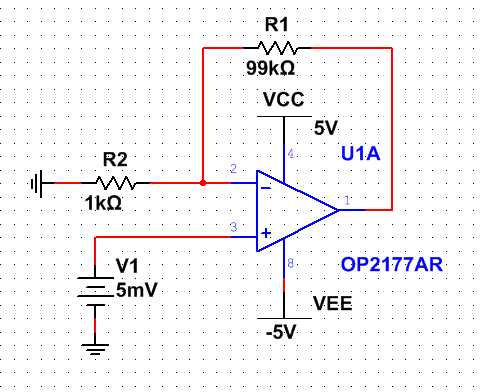 R1
99kΩ
VCC
5V
4
U1A
R2
2
1
1kΩ
3
8
OP2177AR
V1
5mV
VEE
-5V